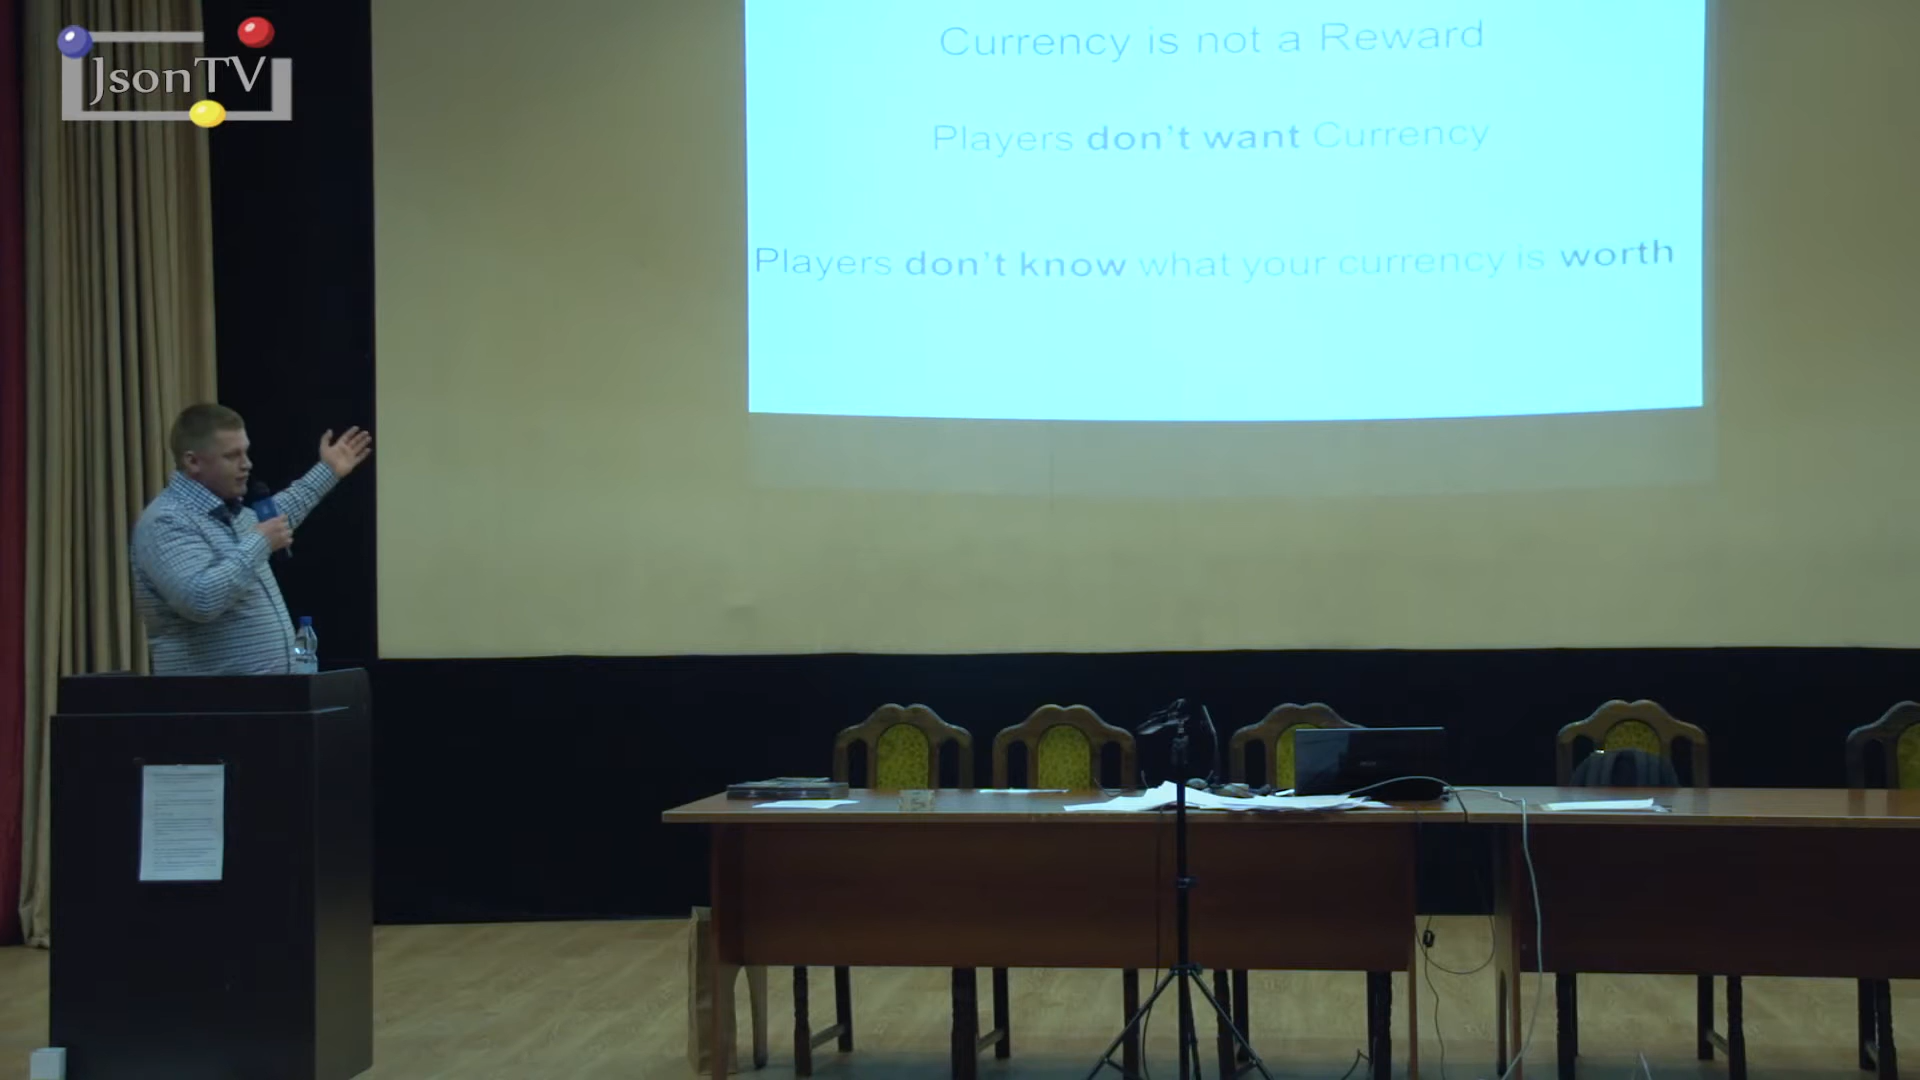 JsonTV
Currency is not a Reward
Players don't want Currency
Players don't know what your currency is worth